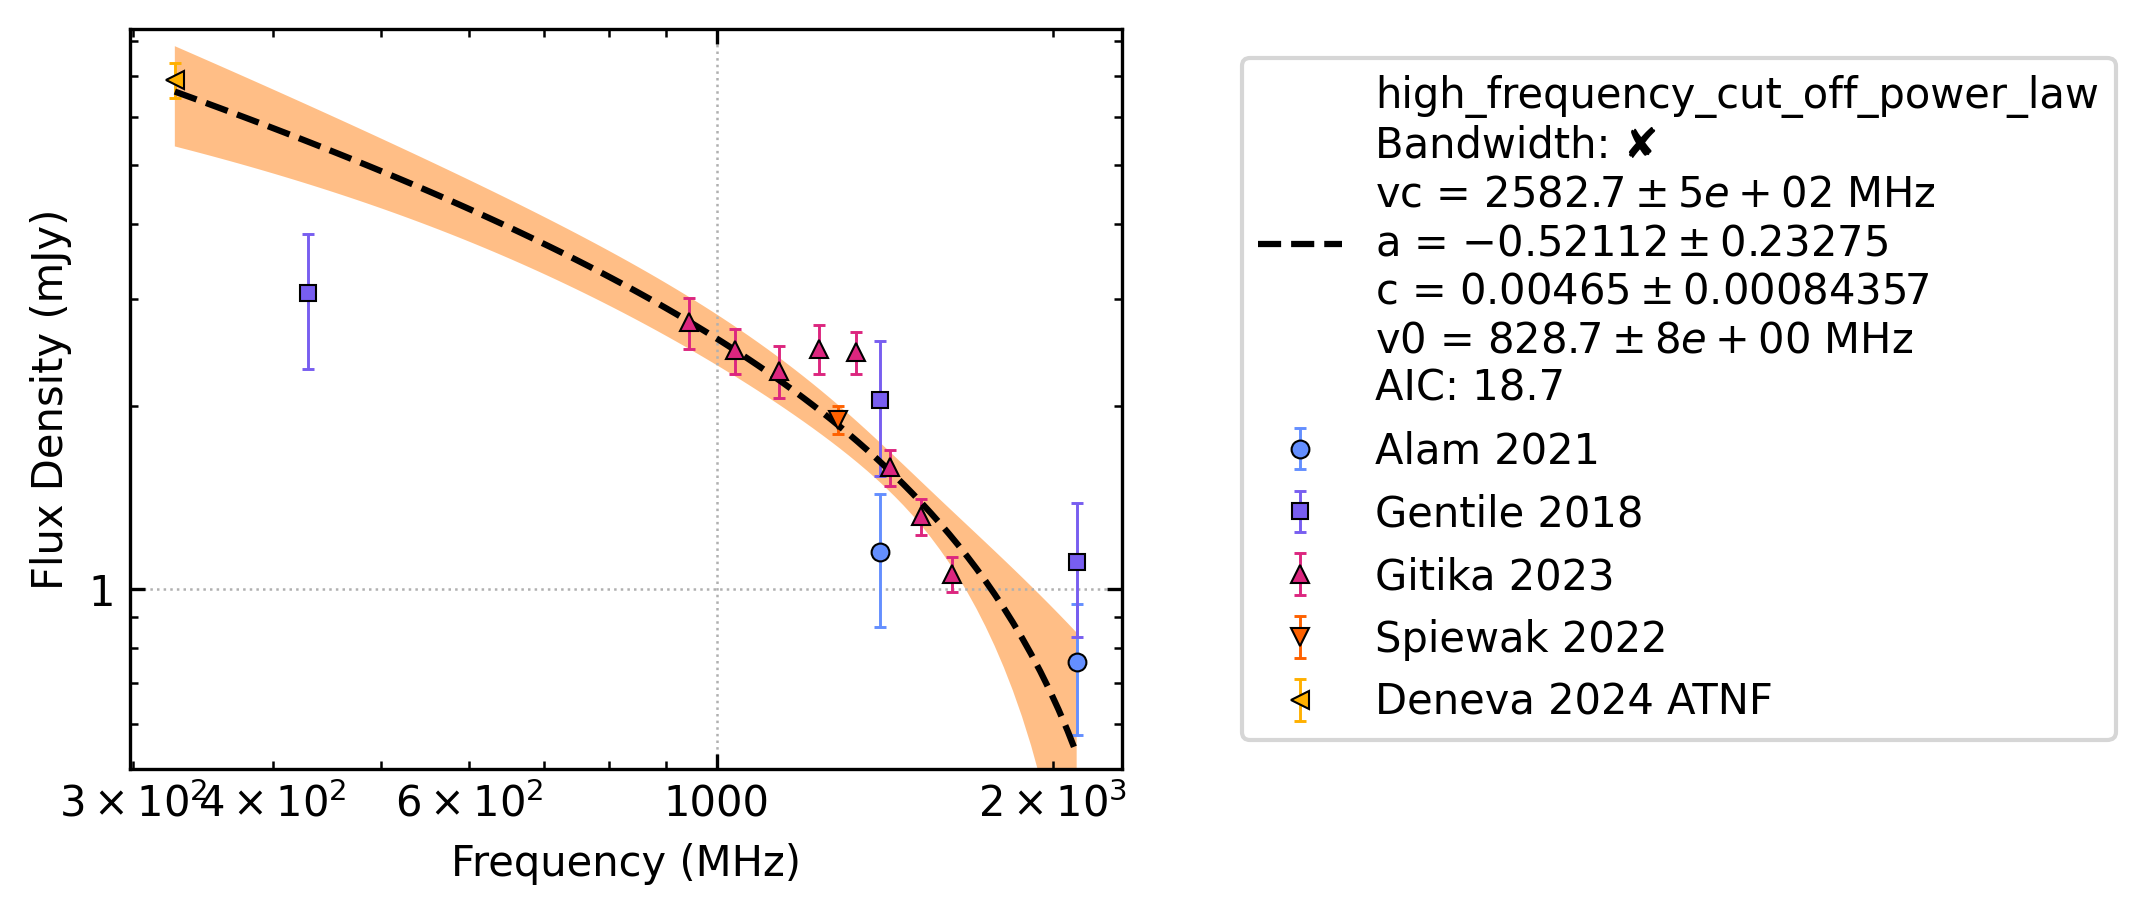 Flux Density (mJy)
1
3 × 10²
4 × 10²
6 × 10²
1000
2 × 10³
Frequency (MHz)
high_frequency_cut_off_power_law
Bandwidth: ✘
vc = 2582.7 ± 5e + 02 MHz
a = −0.52112 ± 0.23275
c = 0.00465 ± 0.00084357
v0 = 828.7 ± 8e + 00 MHz
AIC: 18.7
Alam 2021
Gentile 2018
Gitika 2023
Spiewak 2022
Deneva 2024 ATNF